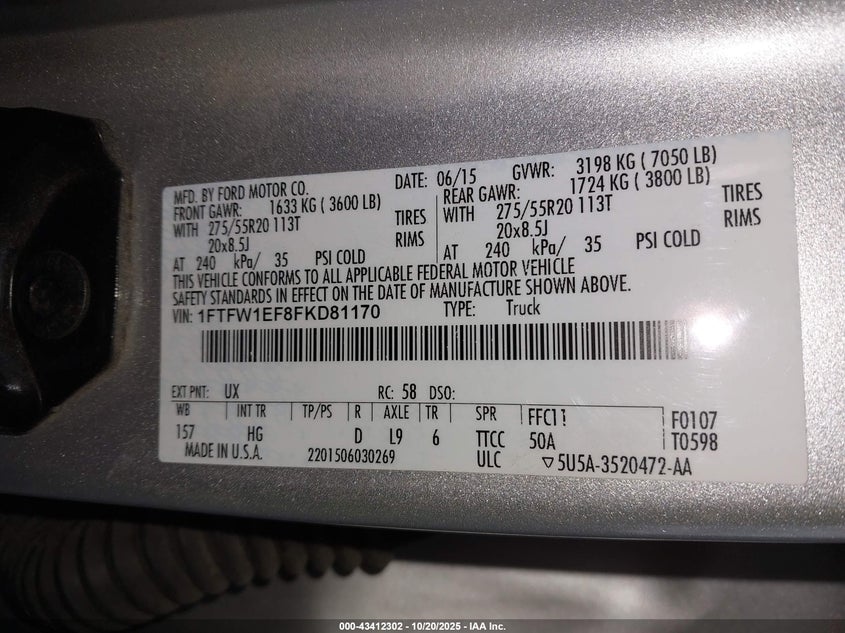 MFD. BY FORD MOTOR CO. DATE: 06/15 GVWR: 3198 KG ( 7050 LB)
FRONT GAWR: 1633 KG ( 3600 LB) REAR GAWR: 1724 KG ( 3800 LB)
WITH 275/55R20 113T TIRES WITH 275/55R20 113T TIRES
20x8.5J RIMS 20x8.5J RIMS
AT 240 kPa/ 35 PSI COLD AT 240 kPa/ 35 PSI COLD
THIS VEHICLE CONFORMS TO ALL APPLICABLE FEDERAL MOTOR VEHICLE
SAFETY STANDARDS IN EFFECT ON THE DATE OF MANUFACTURE SHOWN ABOVE.
VIN: 1FTFW1EF8FKD81170 TYPE: Truck
EXT PNT: UX RC: 58 DSO:
WB INT TR TP/PS R AXLE TR SPR FFC11 F0107
157 HG D L9 6 TTCC 50A T0598
MADE IN U.S.A. 2201506030269 ULC ▽5U5A-3520472-AA
000-43412302 - 10/20/2025 - IAA Inc.